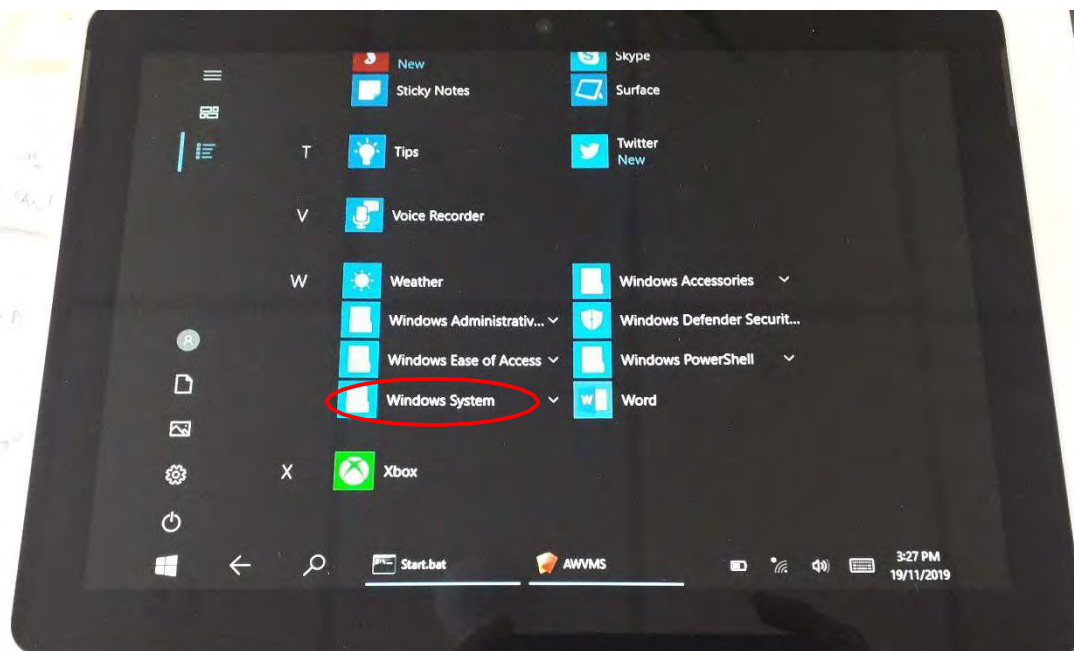 New
Skype
Sticky Notes
Surface
T
Tips
Twitter
New
V
Voice Recorder
W
Weather
Windows Accessories
Windows Administrativ...
Windows Defender Securit...
Windows Ease of Access
Windows PowerShell
Windows System
W
Word
X
Xbox
Start.bat
AWVMS
3:27 PM
19/11/2019